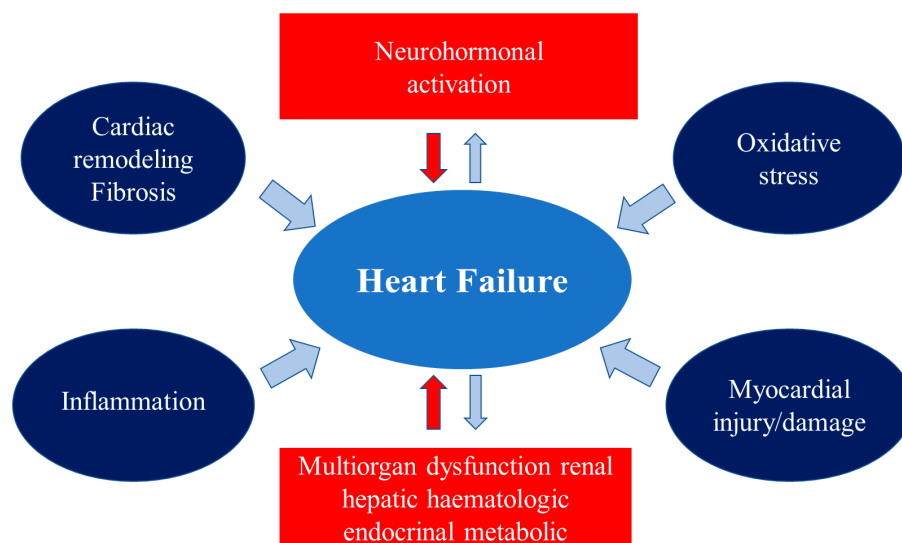 Neurohormonal
activation
Cardiac
remodeling
Fibrosis
Oxidative
stress
Heart Failure
Inflammation
Myocardial
injury/damage
Multiorgan dysfunction renal
hepatic haematologic
endocrinal metabolic